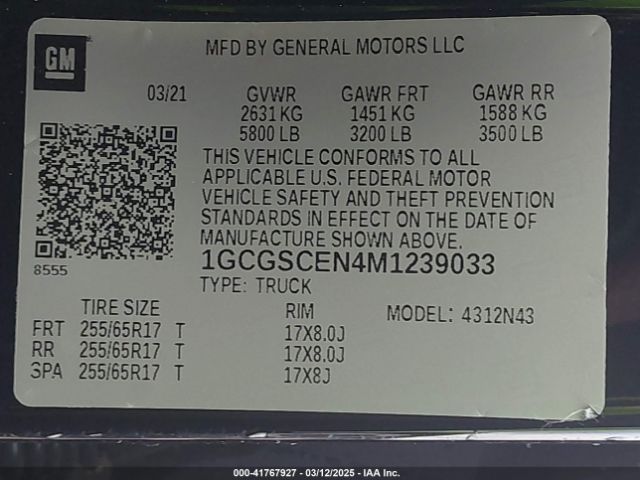 GM
MFD BY GENERAL MOTORS LLC
03/21 GVWR GAWR FRT GAWR RR
2631 KG 1451 KG 1588 KG
5800 LB 3200 LB 3500 LB
THIS VEHICLE CONFORMS TO ALL
APPLICABLE U.S. FEDERAL MOTOR
VEHICLE SAFETY AND THEFT PREVENTION
STANDARDS IN EFFECT ON THE DATE OF
MANUFACTURE SHOWN ABOVE.
8555
1GCGSCEN4M1239033
TYPE: TRUCK
TIRE SIZE RIM MODEL: 4312N43
FRT 255/65R17 T 17X8.0J
RR 255/65R17 T 17X8.0J
SPA 255/65R17 T 17X8J
000-41767927 - 03/12/2025 - IAA Inc.